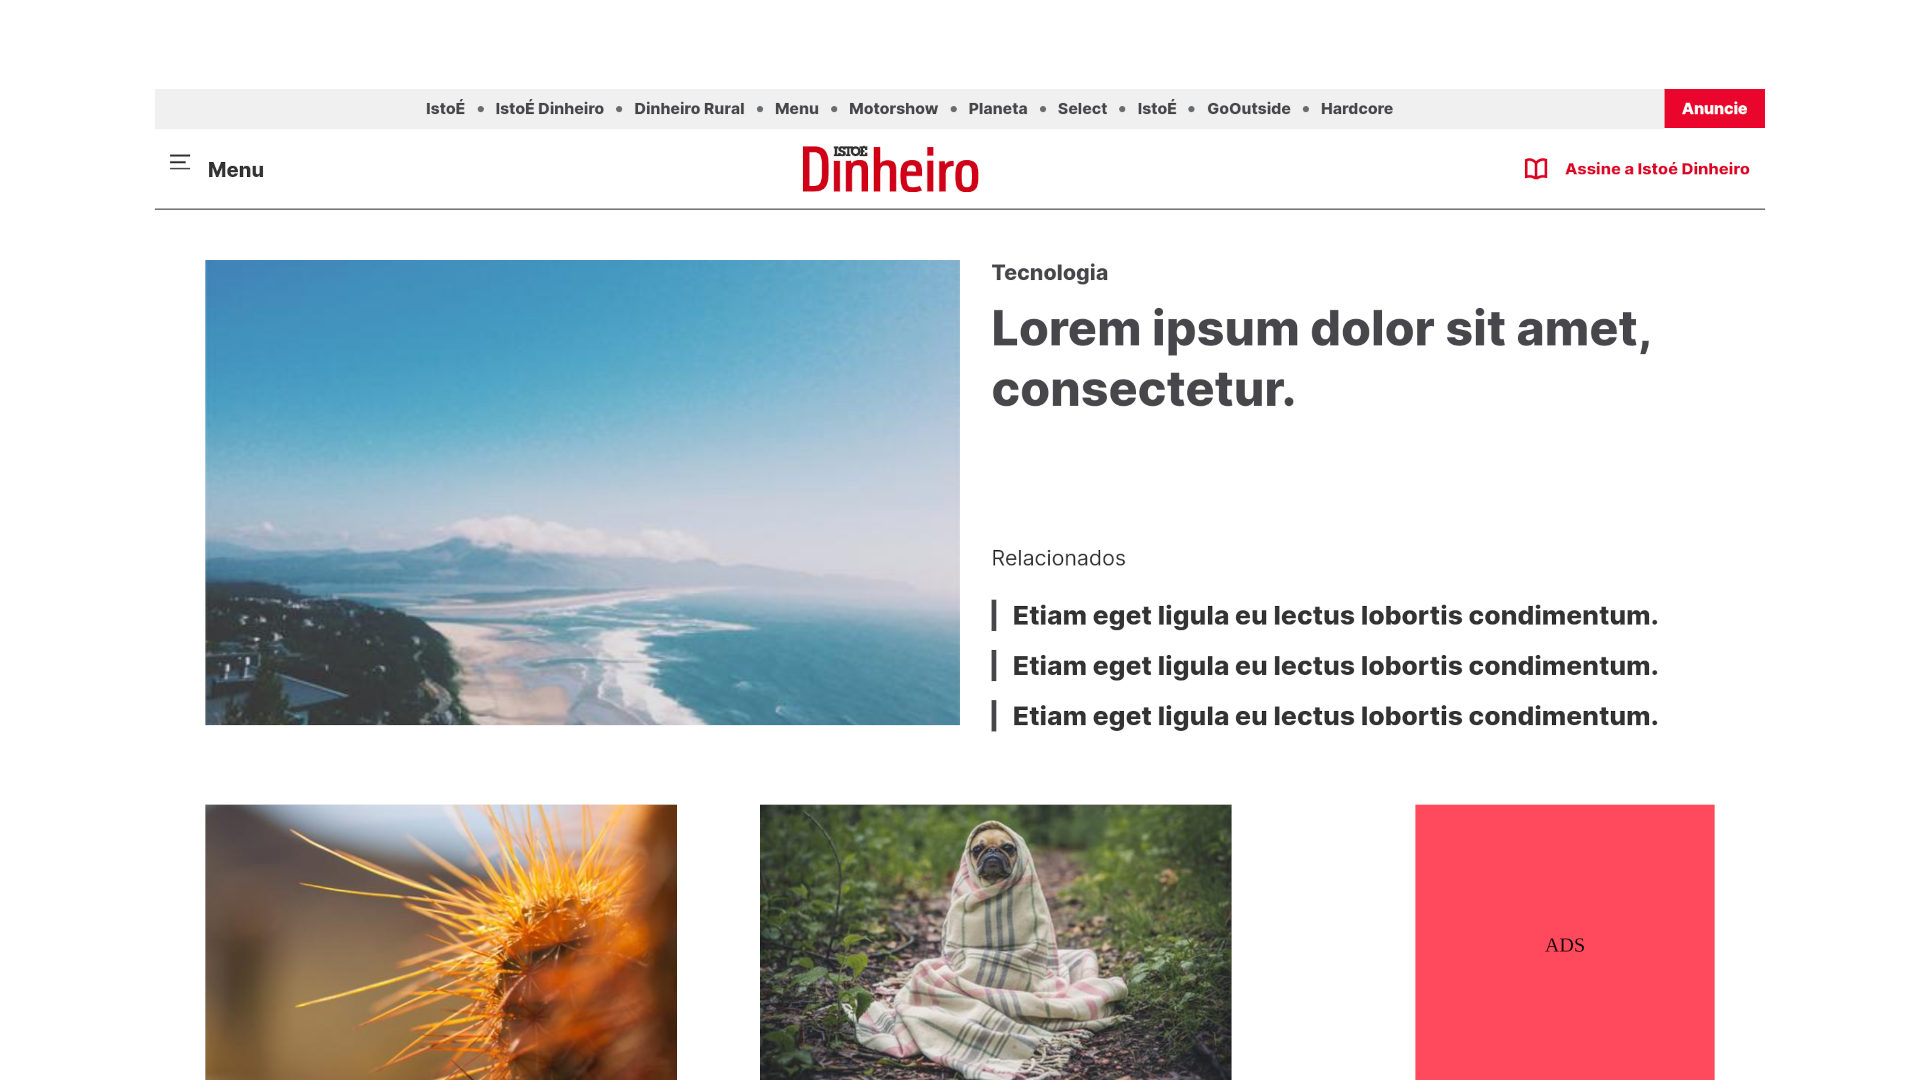 IstoÉ • IstoÉ Dinheiro • Dinheiro Rural • Menu • Motorshow • Planeta • Select • IstoÉ • GoOutside • Hardcore
Anuncie
Menu
ISTOÉ
Dinheiro
Assine a Istoé Dinheiro
Tecnologia
Lorem ipsum dolor sit amet,
consectetur.
Relacionados
Etiam eget ligula eu lectus lobortis condimentum.
Etiam eget ligula eu lectus lobortis condimentum.
Etiam eget ligula eu lectus lobortis condimentum.
ADS